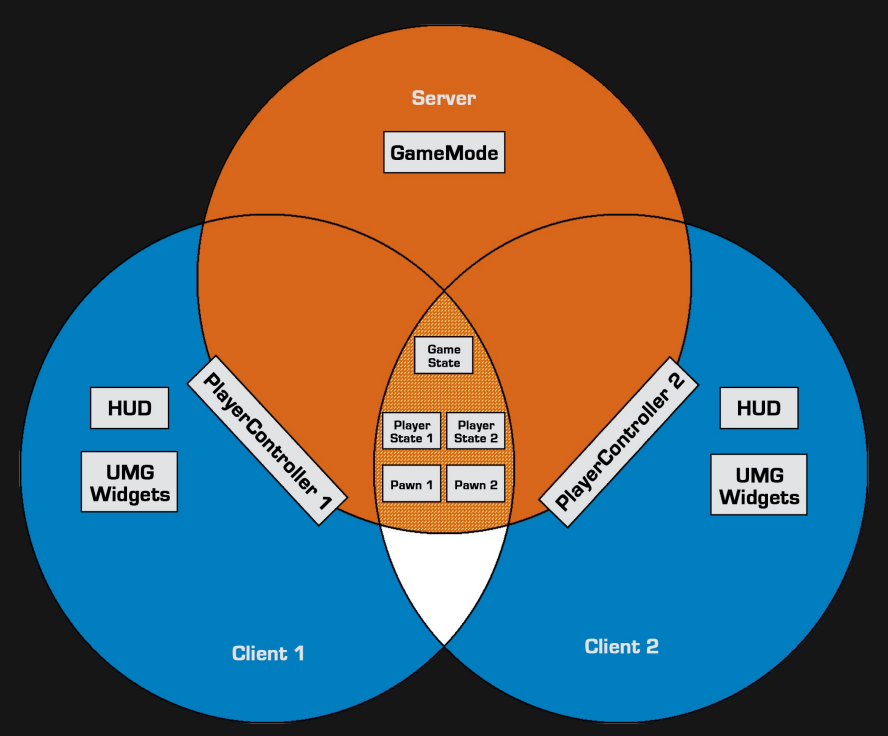 Server
GameMode
Game
State
Player
State 1
Player
State 2
Pawn 1
Pawn 2
PlayerController 1
PlayerController 2
HUD
UMG
Widgets
HUD
UMG
Widgets
Client 1
Client 2